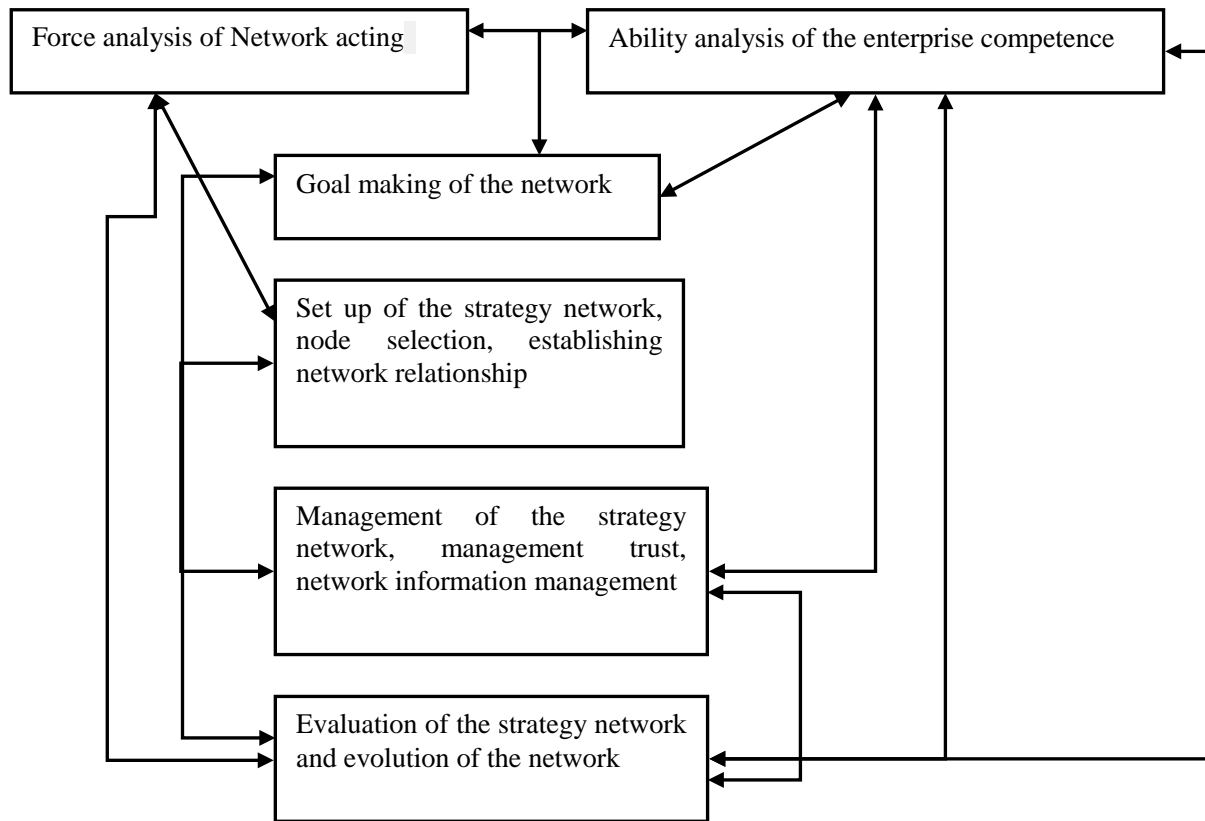 Force analysis of Network acting
Ability analysis of the enterprise competence
Goal making of the network
Set up of the strategy network,
node selection, establishing
network relationship
Management of the strategy
network, management trust,
network information management
Evaluation of the strategy network
and evolution of the network